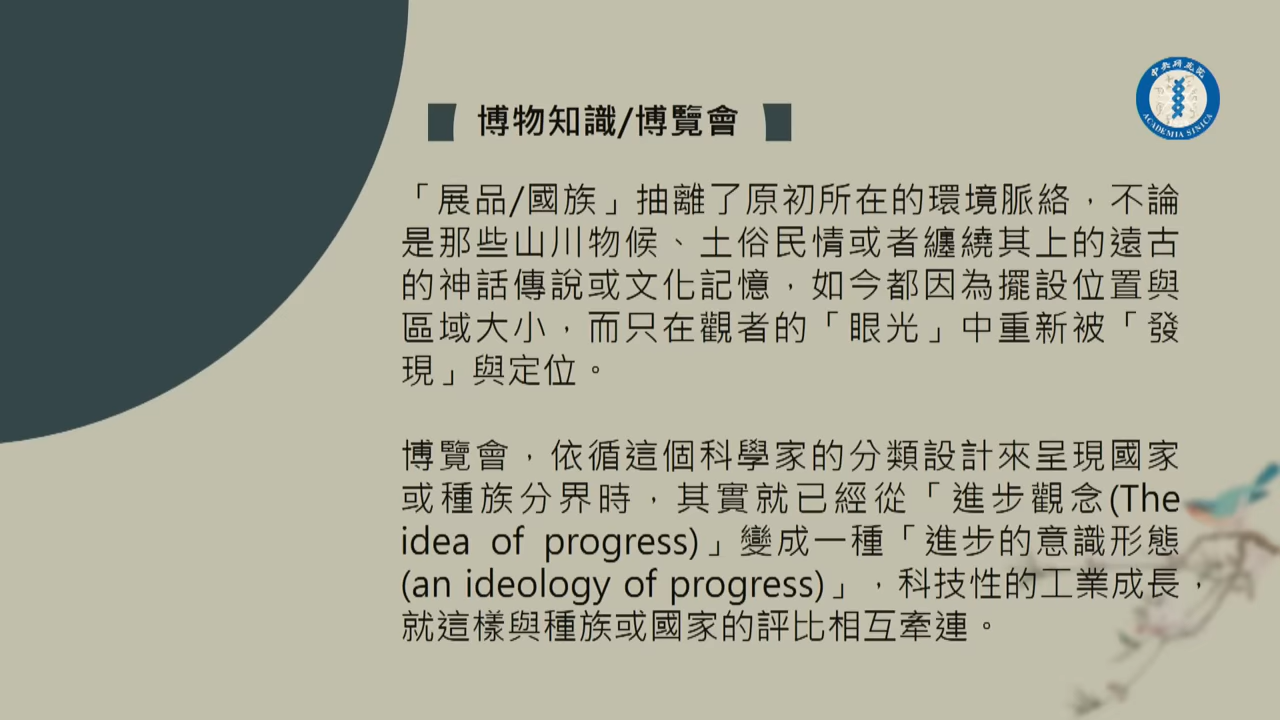 博物知識/博覽會
中央研究院
ACADEMIA SINICA
「展品/國族」抽離了原初所在的環境脈絡，不論
是那些山川物候、土俗民情或者纏繞其上的遠古
的神話傳說或文化記憶，如今都因為擺設位置與
區域大小，而只在觀者的「眼光」中重新被「發
現」與定位。
博覽會，依循這個科學家的分類設計來呈現國家
或種族分界時，其實就已經從「進步觀念(The
idea of progress)」變成一種「進步的意識形態
(an ideology of progress)」，科技性的工業成長，
就這樣與種族或國家的評比相互牽連。